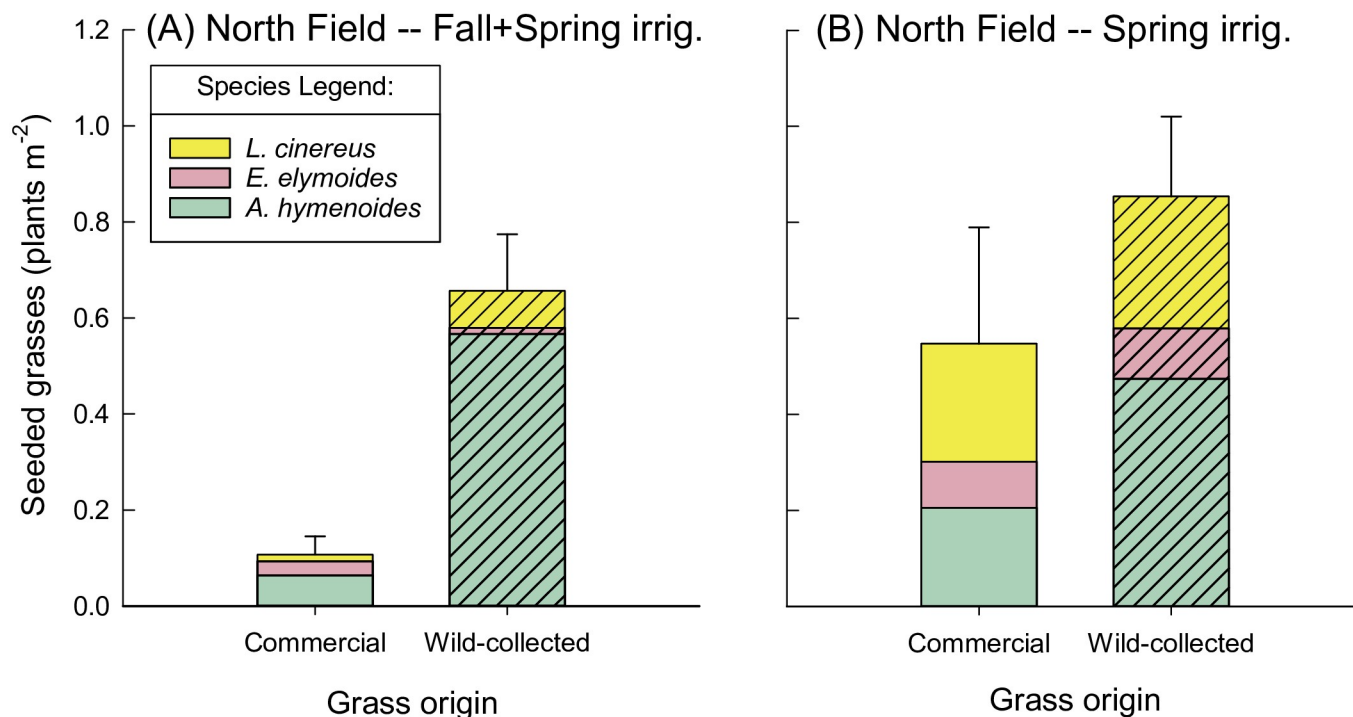 (A) North Field -- Fall+Spring irrig.
Species Legend:
L. cinereus
E. elymoides
A. hymenoides
Seeded grasses (plants m⁻²)
1.2
1.0
0.8
0.6
0.4
0.2
0.0
Commercial Wild-collected
Grass origin
(B) North Field -- Spring irrig.
Commercial Wild-collected
Grass origin